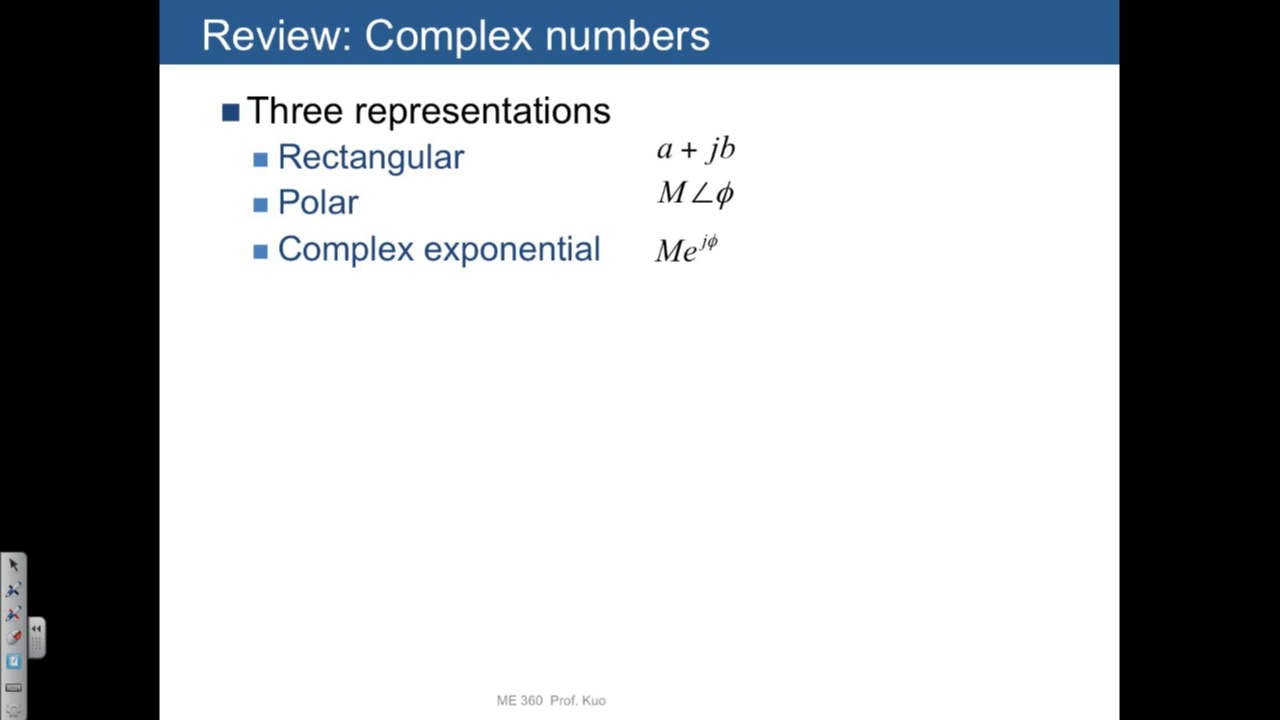 Review: Complex numbers
Three representations
Rectangular a + jb
Polar M∠ϕ
Complex exponential Me^{jϕ}
ME 360 Prof. Kuo